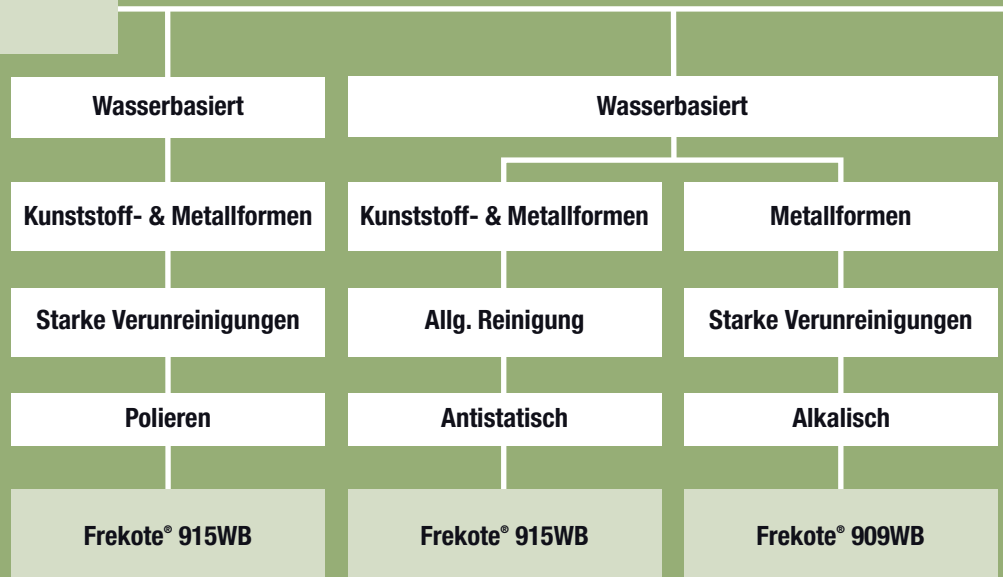 Wasserbasiert
Wasserbasiert
Kunststoff- & Metallformen
Kunststoff- & Metallformen
Metallformen
Starke Verunreinigungen
Allg. Reinigung
Starke Verunreinigungen
Polieren
Antistatisch
Alkalisch
Frekote® 915WB
Frekote® 915WB
Frekote® 909WB